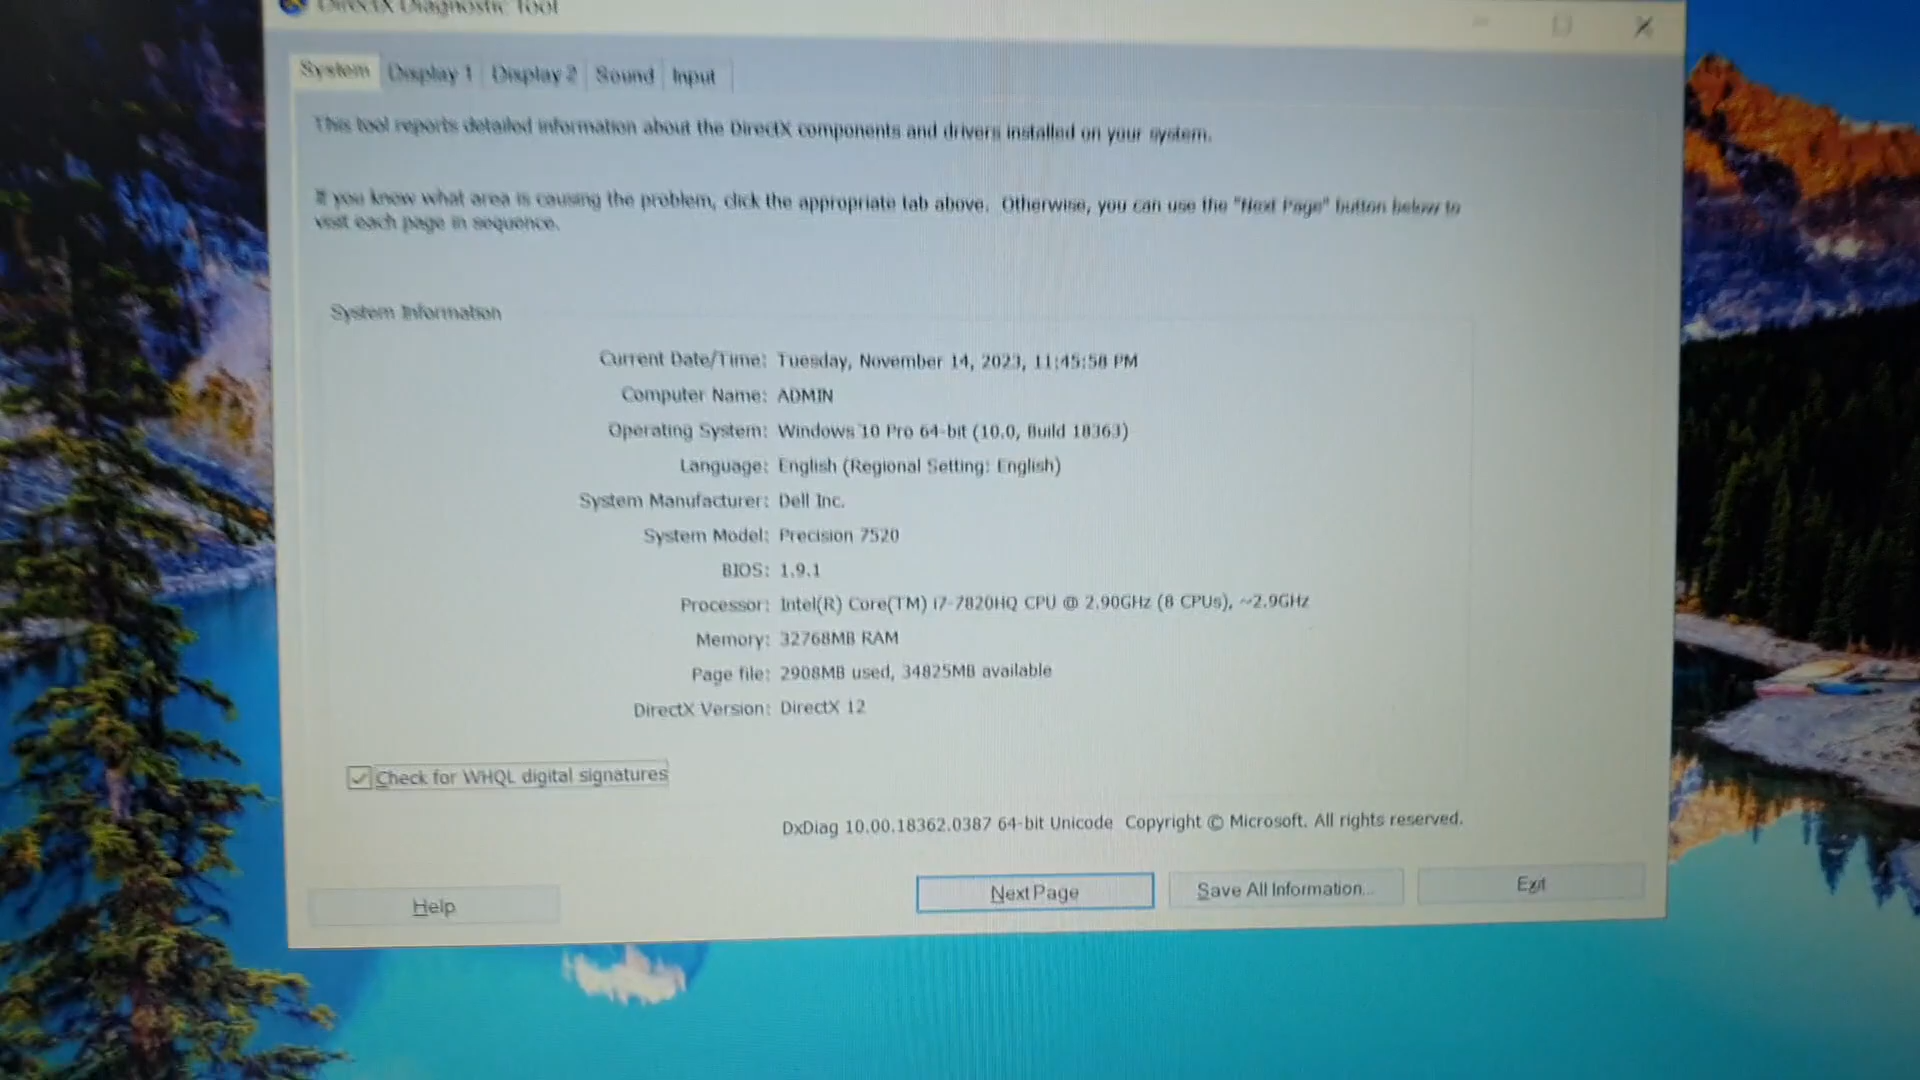 DirectX Diagnostic Tool
System Display 1 Display 2 Sound Input
This tool reports detailed information about the DirectX components and drivers installed on your system.
If you know what area is causing the problem, click the appropriate tab above. Otherwise, you can use the "Next Page" button below to
visit each page in sequence.
System Information
Current Date/Time: Tuesday, November 14, 2023, 11:45:58 PM
Computer Name: ADMIN
Operating System: Windows 10 Pro 64-bit (10.0, Build 18363)
Language: English (Regional Setting: English)
System Manufacturer: Dell Inc.
System Model: Precision 7520
BIOS: 1.9.1
Processor: Intel(R) Core(TM) i7-7820HQ CPU @ 2.90GHz (8 CPUs), ~2.9GHz
Memory: 32768MB RAM
Page file: 2908MB used, 34825MB available
DirectX Version: DirectX 12
Check for WHQL digital signatures
DxDiag 10.00.18362.0387 64-bit Unicode Copyright © Microsoft. All rights reserved.
Help Next Page Save All Information... Exit